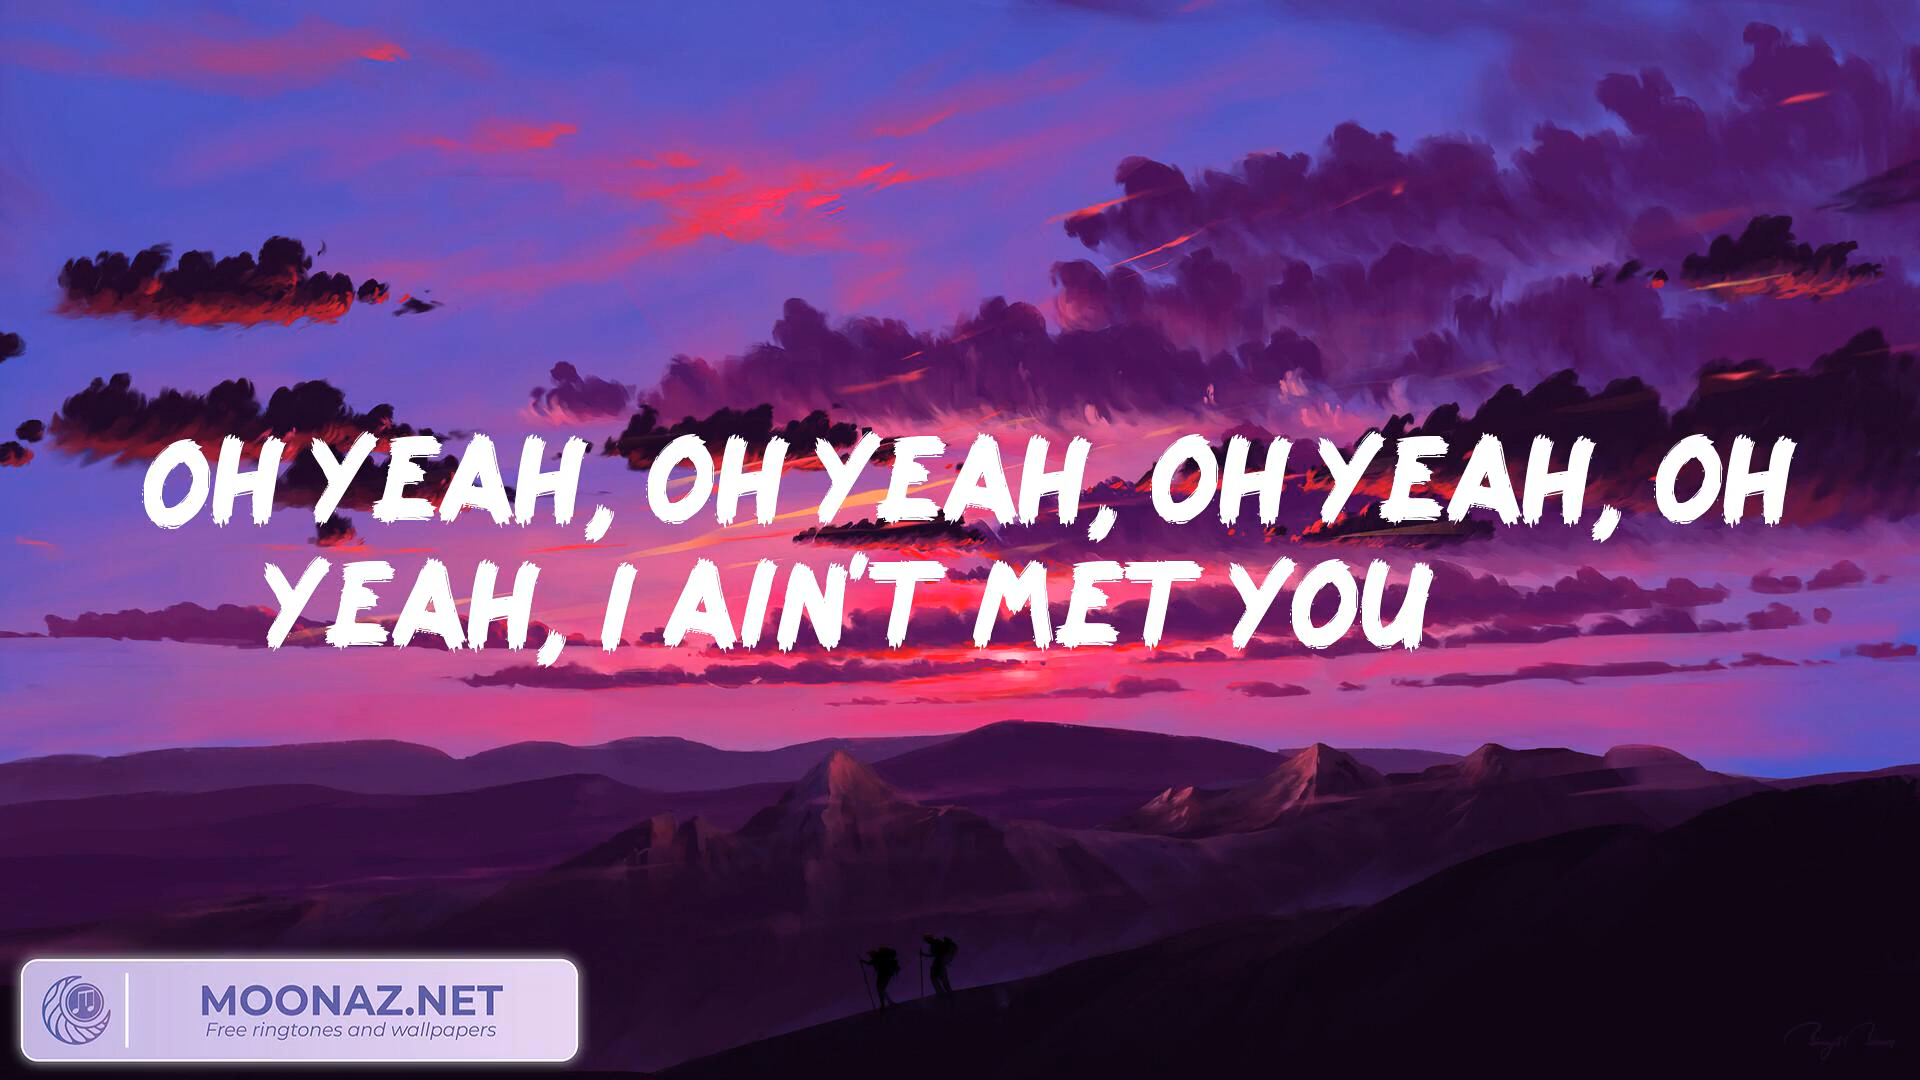 OH YEAH, OH YEAH, OH YEAH, OH
YEAH, I AIN'T MET YOU
MOONAZ.NET
Free ringtones and wallpapers